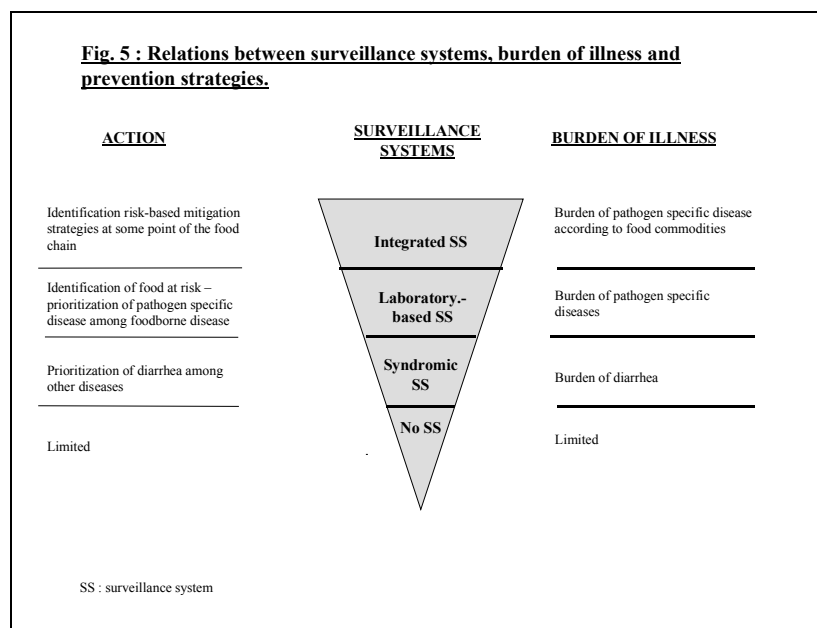 Fig. 5 : Relations between surveillance systems, burden of illness and
prevention strategies.
ACTION
SURVEILLANCE
SYSTEMS
BURDEN OF ILLNESS
Identification risk-based mitigation
strategies at some point of the food
chain
Integrated SS
Burden of pathogen specific disease
according to food commodities
Identification of food at risk –
prioritization of pathogen specific
disease among foodborne disease
Laboratory.-
based SS
Burden of pathogen specific
diseases
Prioritization of diarrhea among
other diseases
Syndromic
SS
Burden of diarrhea
Limited
No SS
Limited
SS : surveillance system